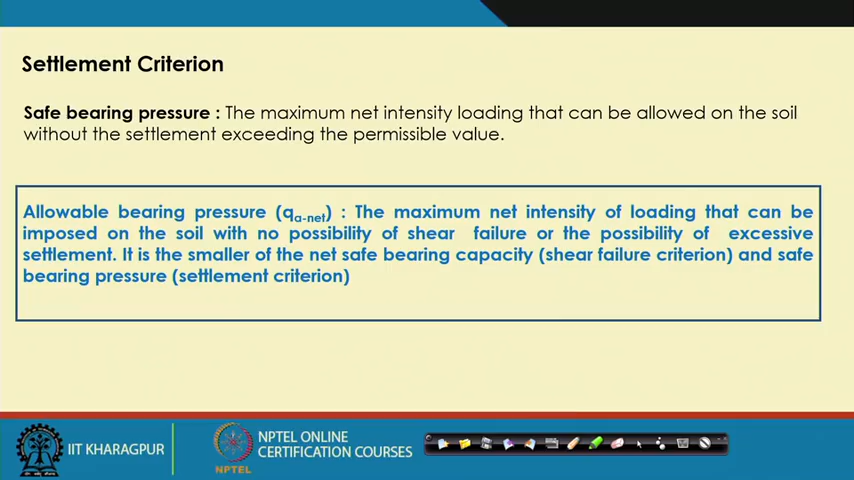 Settlement Criterion
Safe bearing pressure : The maximum net intensity loading that can be allowed on the soil
without the settlement exceeding the permissible value.
Allowable bearing pressure (qa-net) : The maximum net intensity of loading that can be
imposed on the soil with no possibility of shear failure or the possibility of excessive
settlement. It is the smaller of the net safe bearing capacity (shear failure criterion) and safe
bearing pressure (settlement criterion)
IIT KHARAGPUR
NPTEL
NPTEL ONLINE
CERTIFICATION COURSES